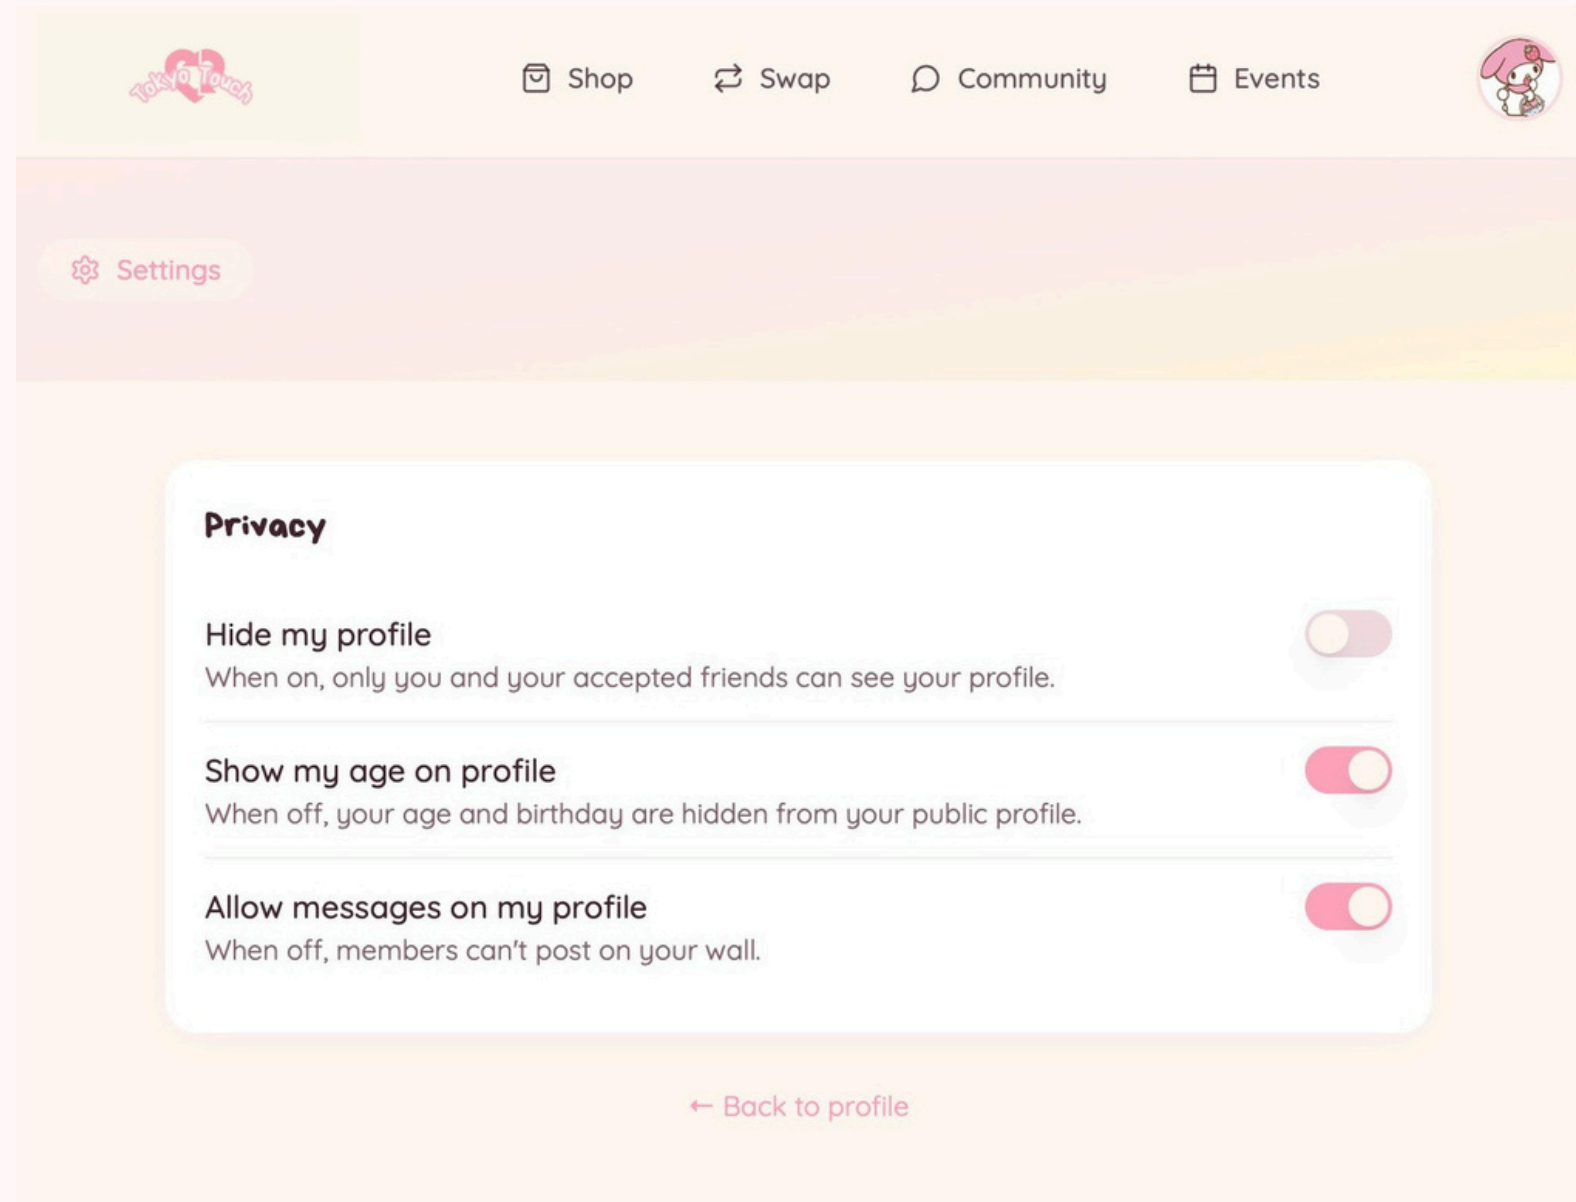 Tokyo Touch
Shop
Swap
Community
Events
Settings
Privacy
Hide my profile
When on, only you and your accepted friends can see your profile.
Show my age on profile
When off, your age and birthday are hidden from your public profile.
Allow messages on my profile
When off, members can't post on your wall.
← Back to profile